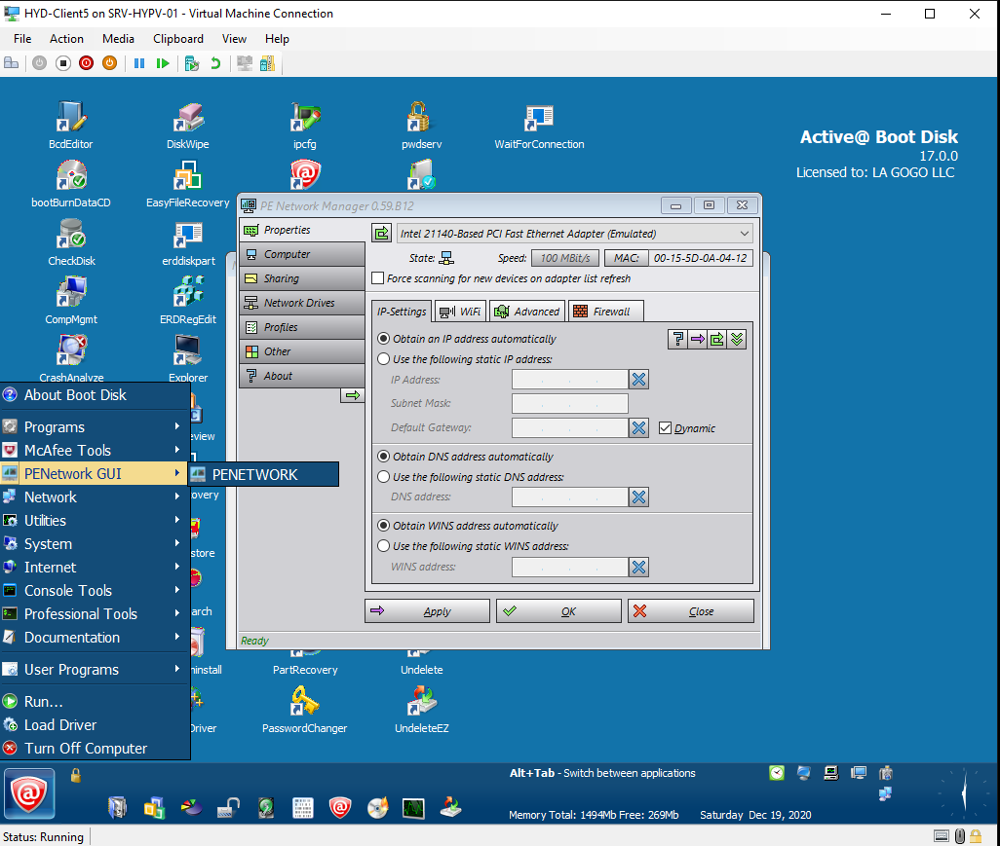 HYD-Client5 on SRV-HYPV-01 - Virtual Machine Connection
File Action Media Clipboard View Help
BcdEditor DiskWipe ipcfg pwdserv WaitForConnection
Active@ Boot Disk
17.0.0
Licensed to: LA GOGO LLC
bootBurnDataCD EasyFileRecovery
PE Network Manager 0.59.B12
Properties
Computer
Sharing
Network Drives
Profiles
Other
About
Intel 21140-Based PCI Fast Ethernet Adapter (Emulated)
State: Speed: 100 MBit/s MAC: 00-15-5D-0A-04-12
Force scanning for new devices on adapter list refresh
IP-Settings WiFi Advanced Firewall
Obtain an IP address automatically
Use the following static IP address:
IP Address:
Subnet Mask:
Default Gateway: Dynamic
Obtain DNS address automatically
Use the following static DNS address:
DNS address:
Obtain WINS address automatically
Use the following static WINS address:
WINS address:
Apply OK Close
Ready
CheckDisk erddiskpart
CompMgmt ERDRegEdit
CrashAnalyze Explorer
eview
overy
store
arch
ninstall PartRecovery Undelete
Driver PasswordChanger UndeleteEZ
About Boot Disk
Programs
McAfee Tools
PENetwork GUI PENETWORK
Network
Utilities
System
Internet
Console Tools
Professional Tools
Documentation
User Programs
Run...
Load Driver
Turn Off Computer
Alt+Tab - Switch between applications
Memory Total: 1494Mb Free: 269Mb Saturday Dec 19, 2020
Status: Running